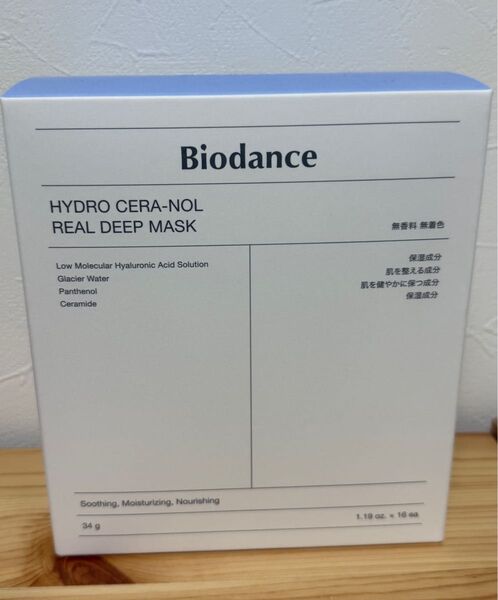 Biodance
HYDRO CERA-NOL
REAL DEEP MASK
無香料 無着色
Low Molecular Hyaluronic Acid Solution
Glacier Water
Panthenol
Ceramide
保湿成分
肌を整える成分
肌を健やかに保つ成分
保湿成分
Soothing, Moisturizing, Nourishing
34 g
1.19 oz. × 16 ea